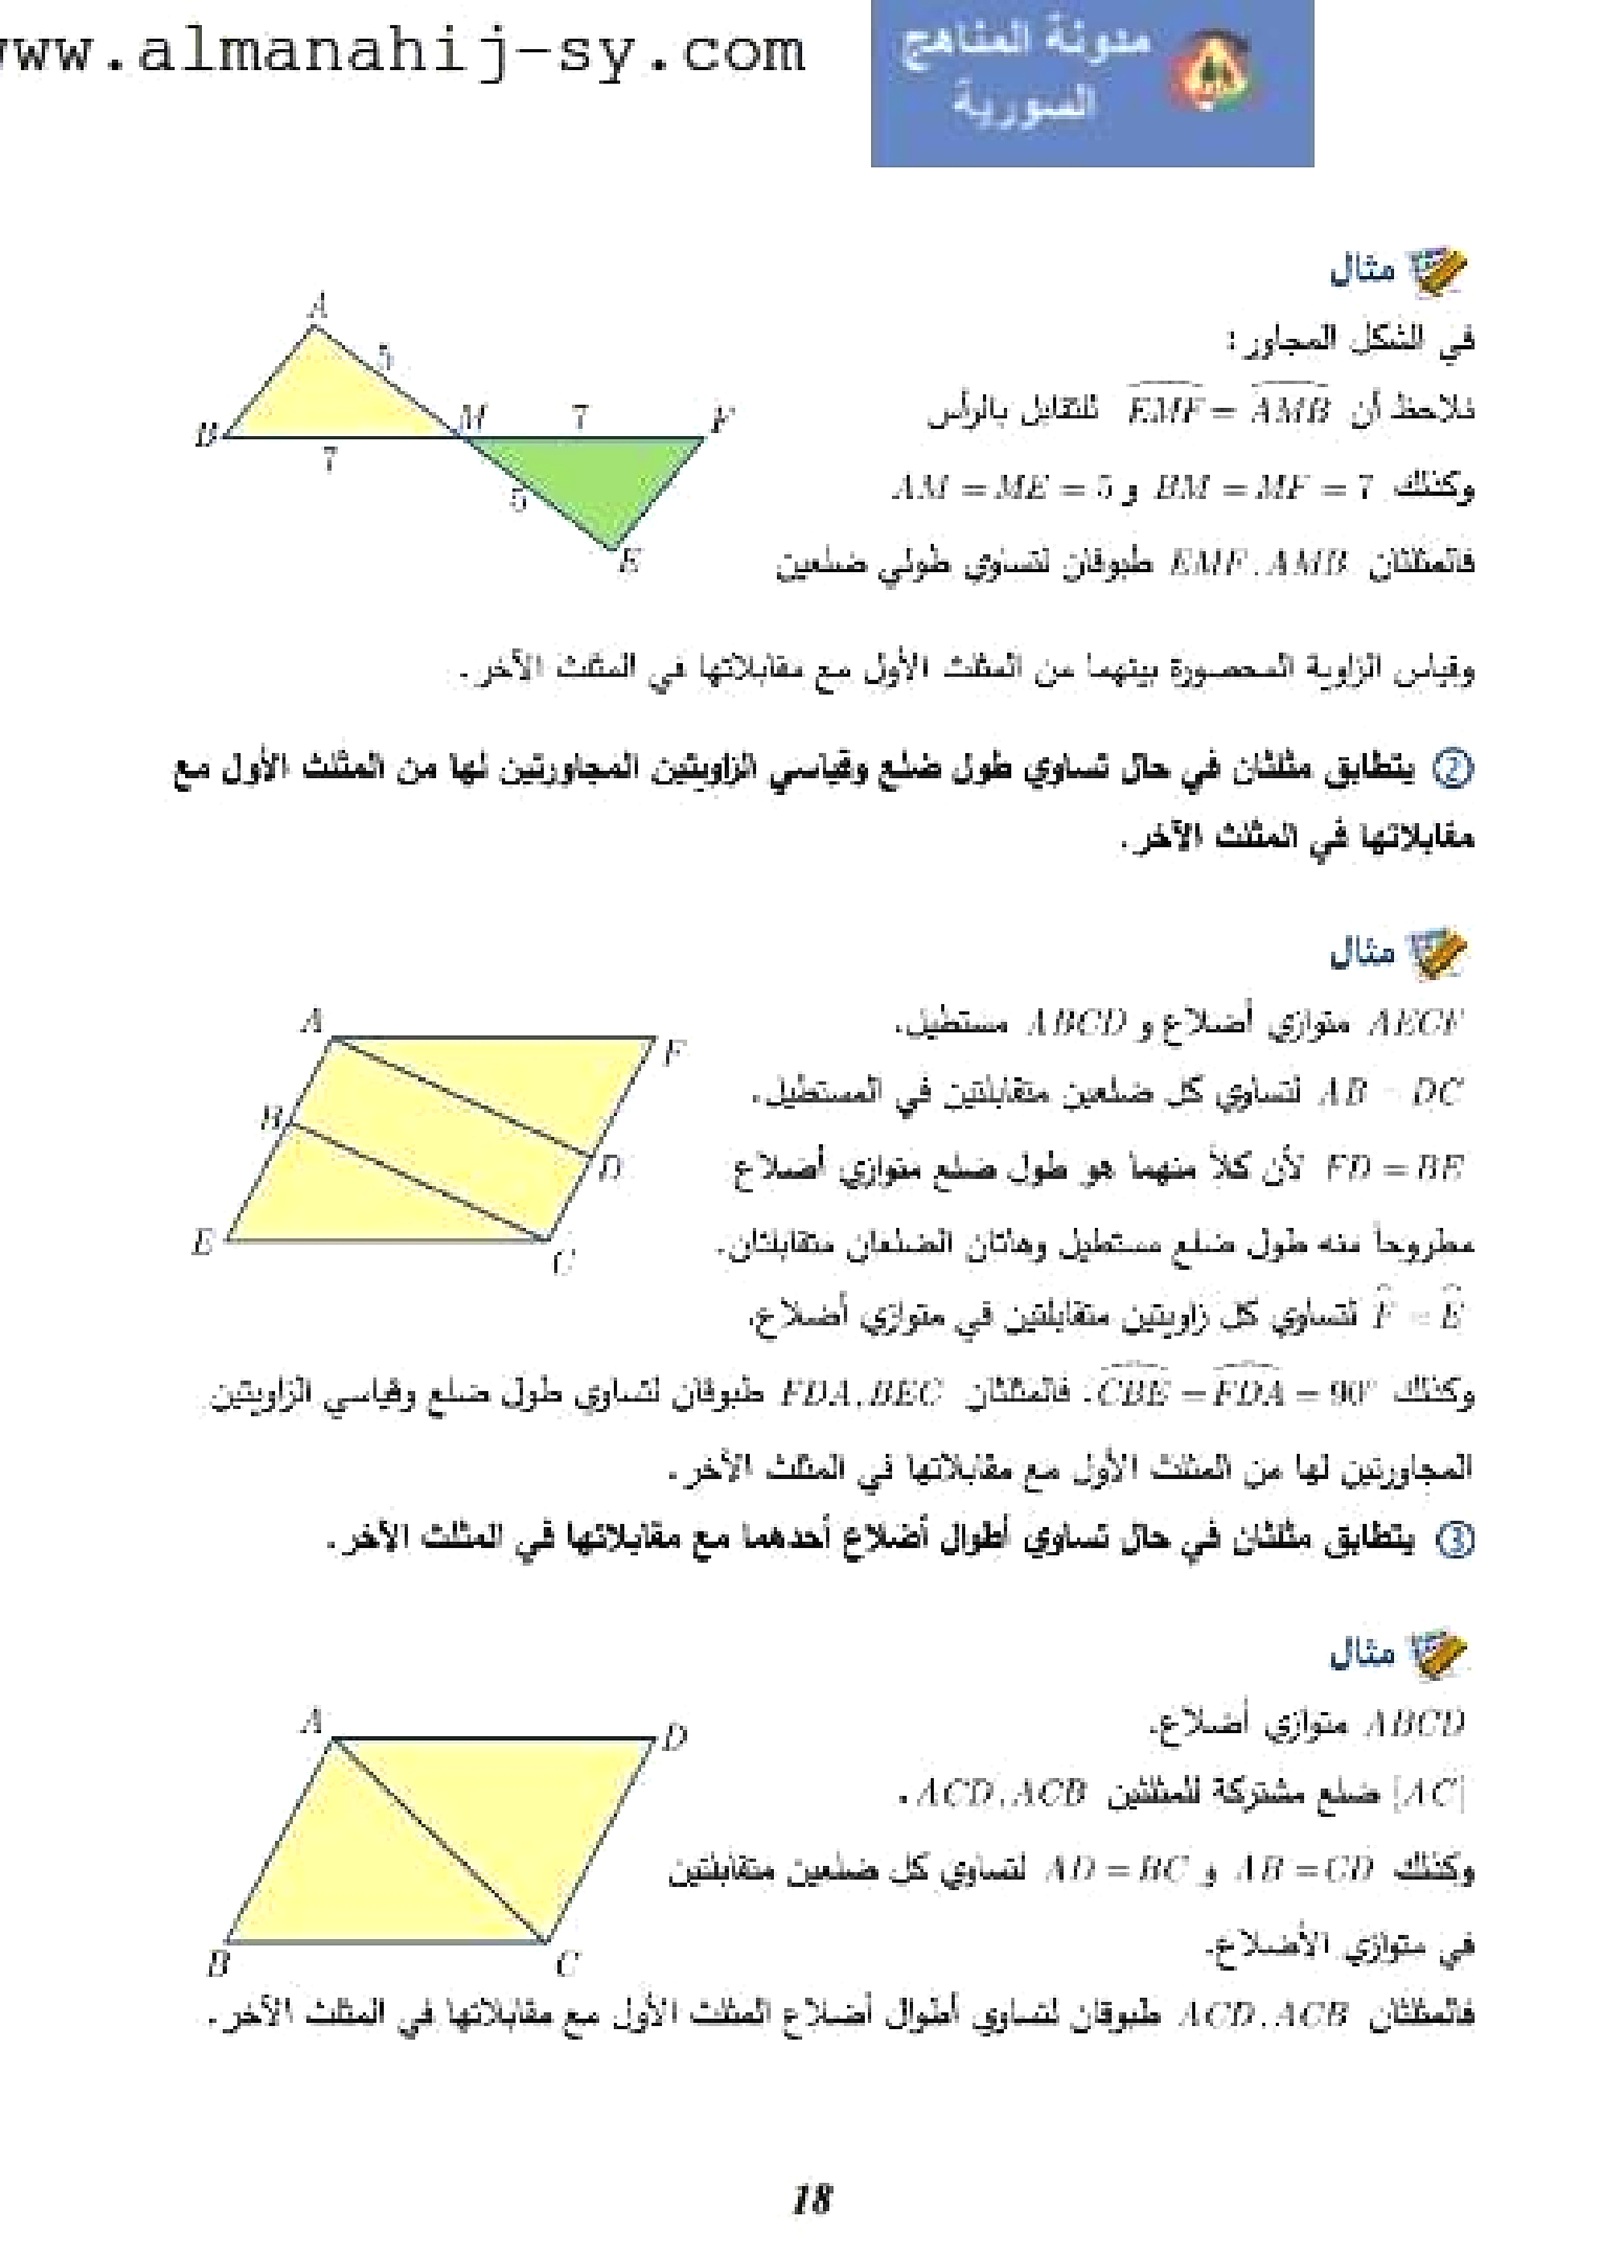 www.almanahij-sy.com
مدونة المناهج
السورية
مثال
في الشكل المجاور :
نلاحظ أن EMF = AMB للتقابل بالرأس
وكذلك BM = MF = 7 و AM = ME = 5
فالمثلثان EMF , AMB طبوقان لتساوي طولي ضلعين
وقياس الزاوية المحصورة بينهما من المثلث الأول مع مقابلاتها في المثلث الآخر .
A
5
B
M
7
F
7
5
E
② يتطابق مثلثان في حال تساوي طول ضلع وقياسي الزاويتين المجاورتين لها من المثلث الأول مع
مقابلاتها في المثلث الآخر .
مثال
AECF متوازي أضلاع و ABCD مستطيل.
AB = DC لتساوي كل ضلعين متقابلتين في المستطيل.
FD = BE لأن كلاً منهما هو طول ضلع متوازي أضلاع
مطروحاً منه طول ضلع مستطيل وهاتان الضلعان متقابلتان.
F = E لتساوي كل زاويتين متقابلتين في متوازي أضلاع.
وكذلك CBE = FDA = 90° . فالمثلثان FDA , BEC طبوقان لتساوي طول ضلع وقياسي الزاويتين
المجاورتين لها من المثلث الأول مع مقابلاتها في المثلث الآخر .
A
F
B
D
E
C
③ يتطابق مثلثان في حال تساوي أطوال أضلاع أحدهما مع مقابلاتها في المثلث الآخر .
مثال
ABCD متوازي أضلاع.
[AC] ضلع مشتركة للمثلثين ACD , ACB .
وكذلك AB = CD و AD = BC لتساوي كل ضلعين متقابلتين
في متوازي الأضلاع.
فالمثلثان ACD , ACB طبوقان لتساوي أطوال أضلاع المثلث الأول مع مقابلاتها في المثلث الآخر .
A
D
B
C
18